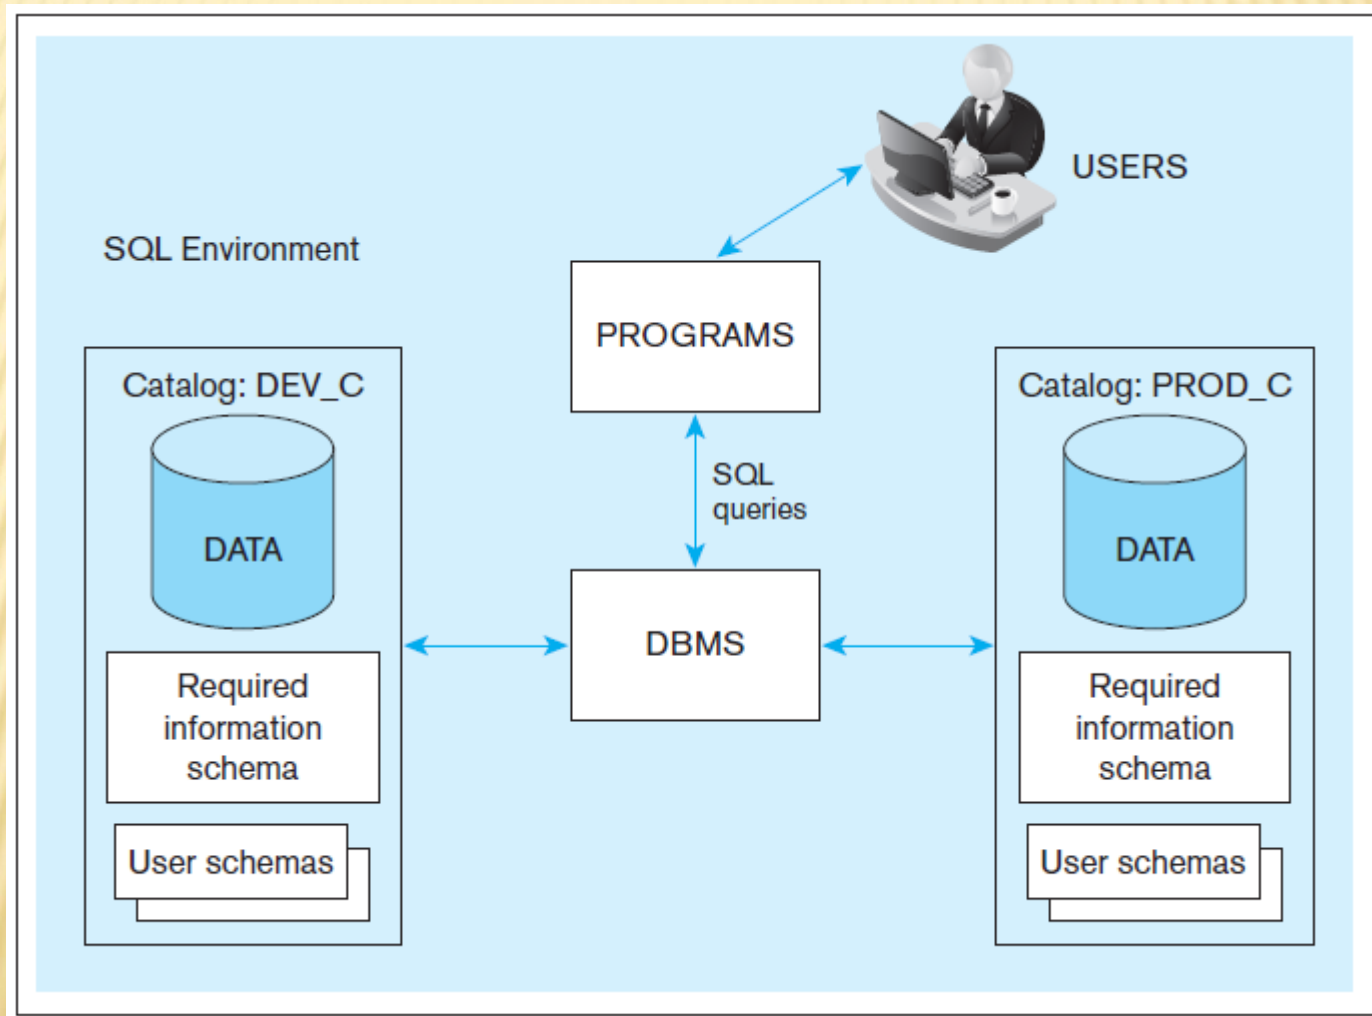 USERS
SQL Environment
PROGRAMS
Catalog: DEV_C
DATA
Required
information
schema
User schemas
SQL
queries
DBMS
Catalog: PROD_C
DATA
Required
information
schema
User schemas